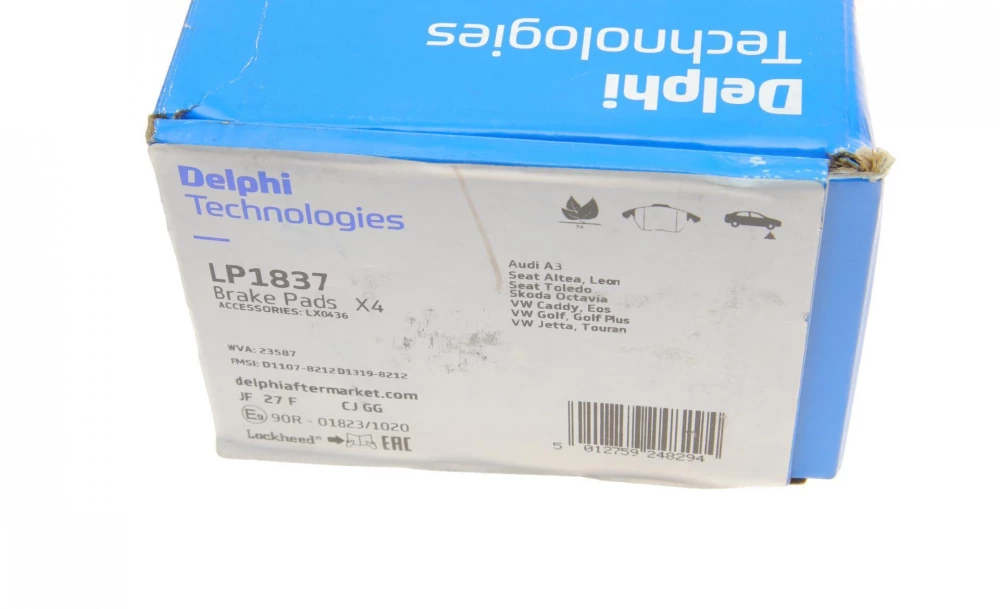 Delphi
Technologies
Delphi
Technologies
LP1837
Brake Pads X4
ACCESSORIES: LX0436
Audi A3
Seat Altea, Leon
Seat Toledo
Skoda Octavia
VW Caddy, Eos
VW Golf, Golf Plus
VW Jetta, Touran
WVA: 23587
FMSI: D1107-8212 D1319-8212
delphiaftermarket.com
JF 27 F CJ GG
E9 90R - 01823/1020
Lockheed® EAC
5 012759 248294